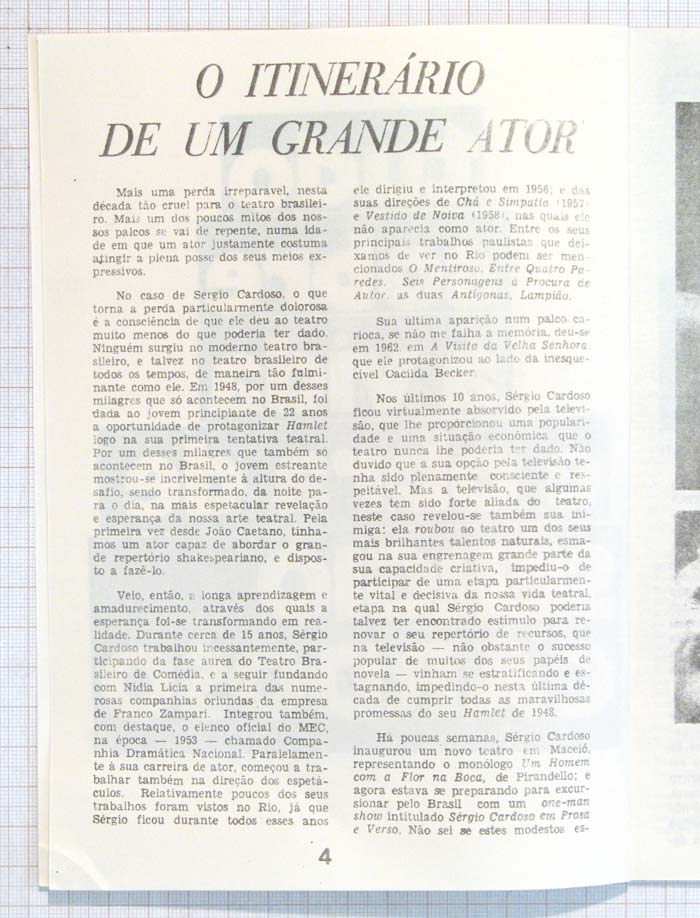 O ITINERÁRIO
DE UM GRANDE ATOR
Mais uma perda irreparavel, nesta
década tão cruel para o teatro brasilei-
ro. Mais um dos poucos mitos dos nos-
sos palcos se vai de repente, numa ida-
de em que um ator justamente costuma
atingir a plena posse dos seus meios ex-
pressivos.
No caso de Sérgio Cardoso, o que
torna a perda particularmente dolorosa
é a consciência de que ele deu ao teatro
muito menos do que poderia ter dado.
Ninguém surgiu no moderno teatro bra-
sileiro, e talvez no teatro brasileiro de
todos os tempos, de maneira tão fulmi-
nante como ele. Em 1948, por um desses
milagres que só acontecem no Brasil, foi
dada ao jovem principiante de 22 anos
a oportunidade de protagonizar Hamlet
logo na sua primeira tentativa teatral.
Por um desses milagres que também só
acontecem no Brasil, o jovem estreante
mostrou-se incrivelmente à altura do de-
safio, sendo transformado, da noite pa-
ra o dia, na mais espetacular revelação
e esperança da nossa arte teatral. Pela
primeira vez desde João Caetano, tinha-
mos um ator capaz de abordar o gran-
de repertório shakespeariano, e dispos-
to a fazê-lo.
Veio, então, a longa aprendizagem e
amadurecimento, através dos quais a
esperança foi-se transformando em rea-
lidade. Durante cerca de 15 anos, Sérgio
Cardoso trabalhou incessantemente, par-
ticipando da fase aurea do Teatro Bra-
sileiro de Comédia, e a seguir fundando
com Nidia Licia a primeira das nume-
rosas companhias oriundas da empresa
de Franco Zampari. Integrou também,
com destaque, o elenco oficial do MEC,
na época — 1953 — chamado Compa-
nhia Dramática Nacional. Paralelamen-
te à sua carreira de ator, começou a tra-
balhar também na direção dos espetá-
culos. Relativamente poucos dos seus
trabalhos foram vistos no Rio, já que
Sérgio ficou durante todos esses anos
ele dirigiu e interpretou em 1956; e das
suas direções de Chá e Simpatia (1957)
e Vestido de Noiva (1958), nas quais ele
não aparecia como ator. Entre os seus
principais trabalhos paulistas que dei-
xamos de ver no Rio podem ser men-
cionados O Mentiroso, Entre Quatro Pa-
redes, Seis Personagens à Procura de
Autor, as duas Antígonas, Lampião.
Sua última aparição num palco ca-
rioca, se não me falha a memória, deu-se
em 1962, em A Visita da Velha Senhora,
que ele protagonizou ao lado da inesque-
cível Cacilda Becker.
Nos últimos 10 anos, Sérgio Cardoso
ficou virtualmente absorvido pela televi-
são, que lhe proporcionou uma populari-
dade e uma situação econômica que o
teatro nunca lhe poderia ter dado. Não
duvido que a sua opção pela televisão te-
nha sido plenamente consciente e res-
peitável. Mas a televisão, que algumas
vezes tem sido forte aliada do teatro,
neste caso revelou-se também sua ini-
miga: ela roubou ao teatro um dos seus
mais brilhantes talentos naturais, esma-
gou na sua engrenagem grande parte da
sua capacidade criativa, impediu-o de
participar de uma etapa particularmen-
te vital e decisiva da nossa vida teatral,
etapa na qual Sérgio Cardoso poderia
talvez ter encontrado estímulo para re-
novar o seu repertório de recursos, que
na televisão — não obstante o sucesso
popular de muitos dos seus papéis de
novela — vinham se estratificando e es-
tagnando, impedindo-o nesta última dé-
cada de cumprir todas as maravilhosas
promessas do seu Hamlet de 1948.
Há poucas semanas, Sérgio Cardoso
inaugurou um novo teatro em Maceió,
representando o monólogo Um Homem
com a Flor na Boca, de Pirandello; e
agora estava se preparando para excur-
sionar pelo Brasil com um one-man
show intitulado Sérgio Cardoso em Prosa
e Verso. Não sei se estes modestos es-
4